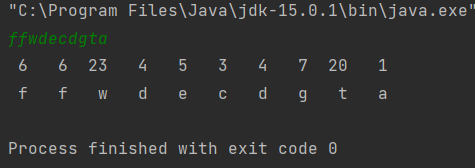 "C:\Program Files\Java\jdk-15.0.1\bin\java.exe"
ffwdecdgta
6 6 23 4 5 3 4 7 20 1
f f w d e c d g t a
Process finished with exit code 0